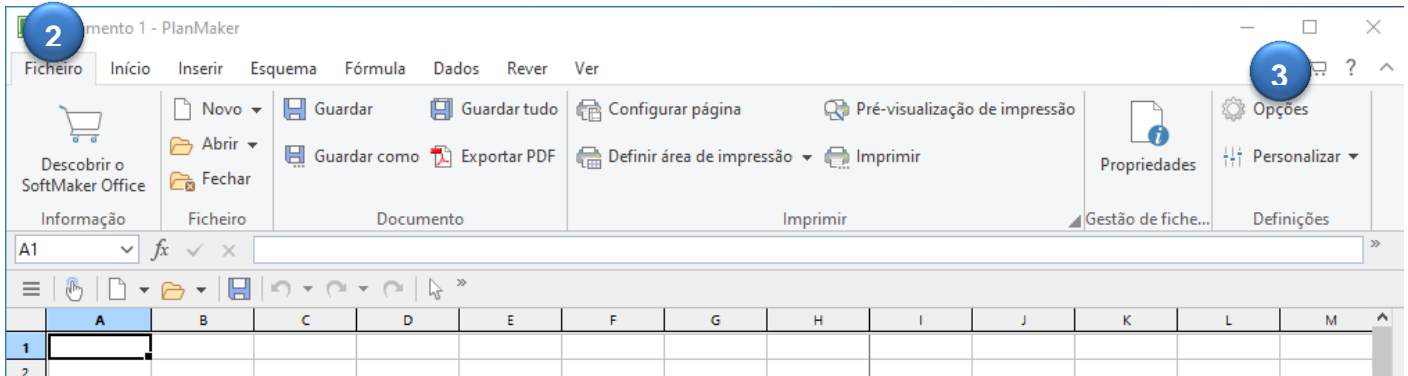 2
mento 1 - PlanMaker
Ficheiro Início Inserir Esquema Fórmula Dados Rever Ver
3
?
Novo
Guardar
Guardar tudo
Configurar página
Pré-visualização de impressão
Opções
Abrir
Descobrir o
SoftMaker Office
Guardar como
Exportar PDF
Definir área de impressão
Imprimir
Propriedades
Personalizar
Fechar
Informação
Ficheiro
Documento
Imprimir
Gestão de fiche...
Definições
A1
fx
»
»
A B C D E F G H I J K L M
1
2